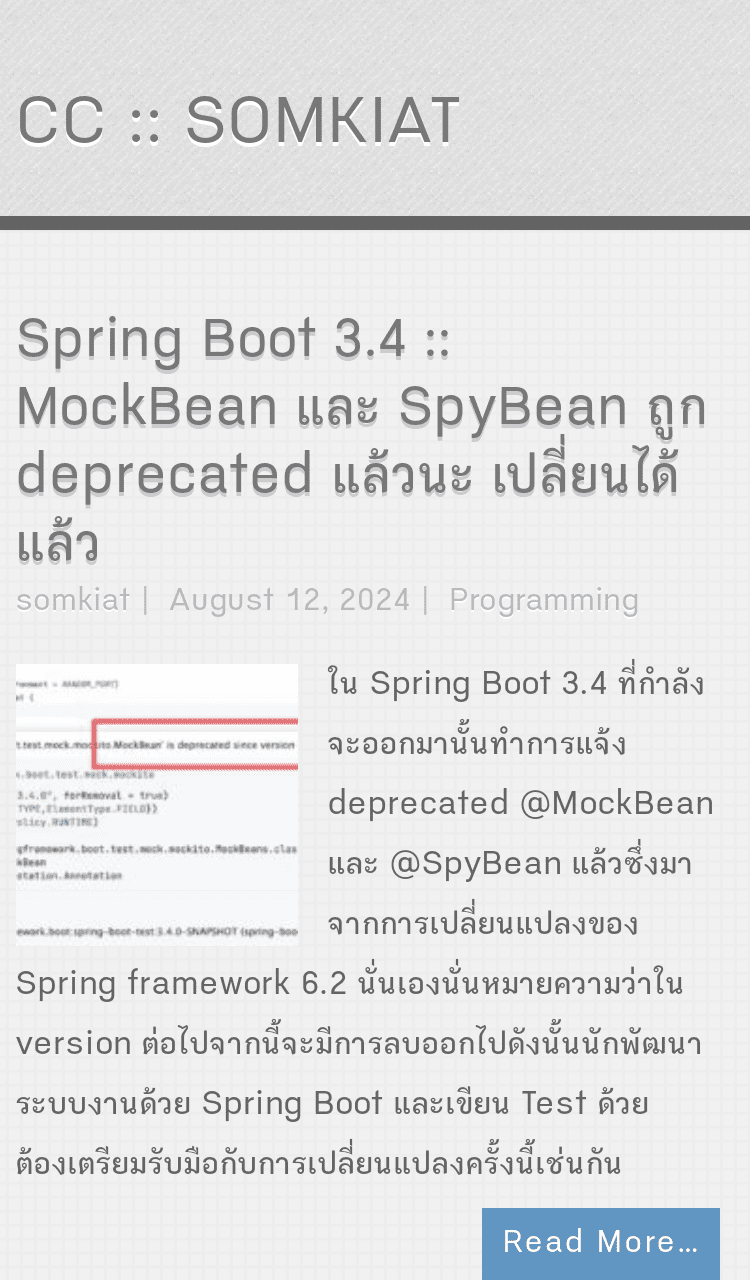 CC :: SOMKIAT
Spring Boot 3.4 ::
MockBean และ SpyBean ถูก
deprecated แล้วนะ เปลี่ยนได้
แล้ว
somkiat | August 12, 2024 | Programming
t.test.mock.mockito.MockBean' is deprecated since version
.boot.test.mock.mockito
3.4.0", forRemoval = true)
TYPE,ElementType.FIELD})
olicy.RUNTIME)
gframework.boot.test.mock.mockito.MockBeans.clas
kBean
otation.Annotation
ework.boot:spring-boot-test:3.4.0-SNAPSHOT (spring-boo
ใน Spring Boot 3.4 ที่กำลัง
จะออกมานั้นทำการแจ้ง
deprecated @MockBean
และ @SpyBean แล้วซึ่งมา
จากการเปลี่ยนแปลงของ
Spring framework 6.2 นั่นเองนั่นหมายความว่าใน
version ต่อไปจากนี้จะมีการลบออกไปดังนั้นนักพัฒนา
ระบบงานด้วย Spring Boot และเขียน Test ด้วย
ต้องเตรียมรับมือกับการเปลี่ยนแปลงครั้งนี้เช่นกัน
Read More…